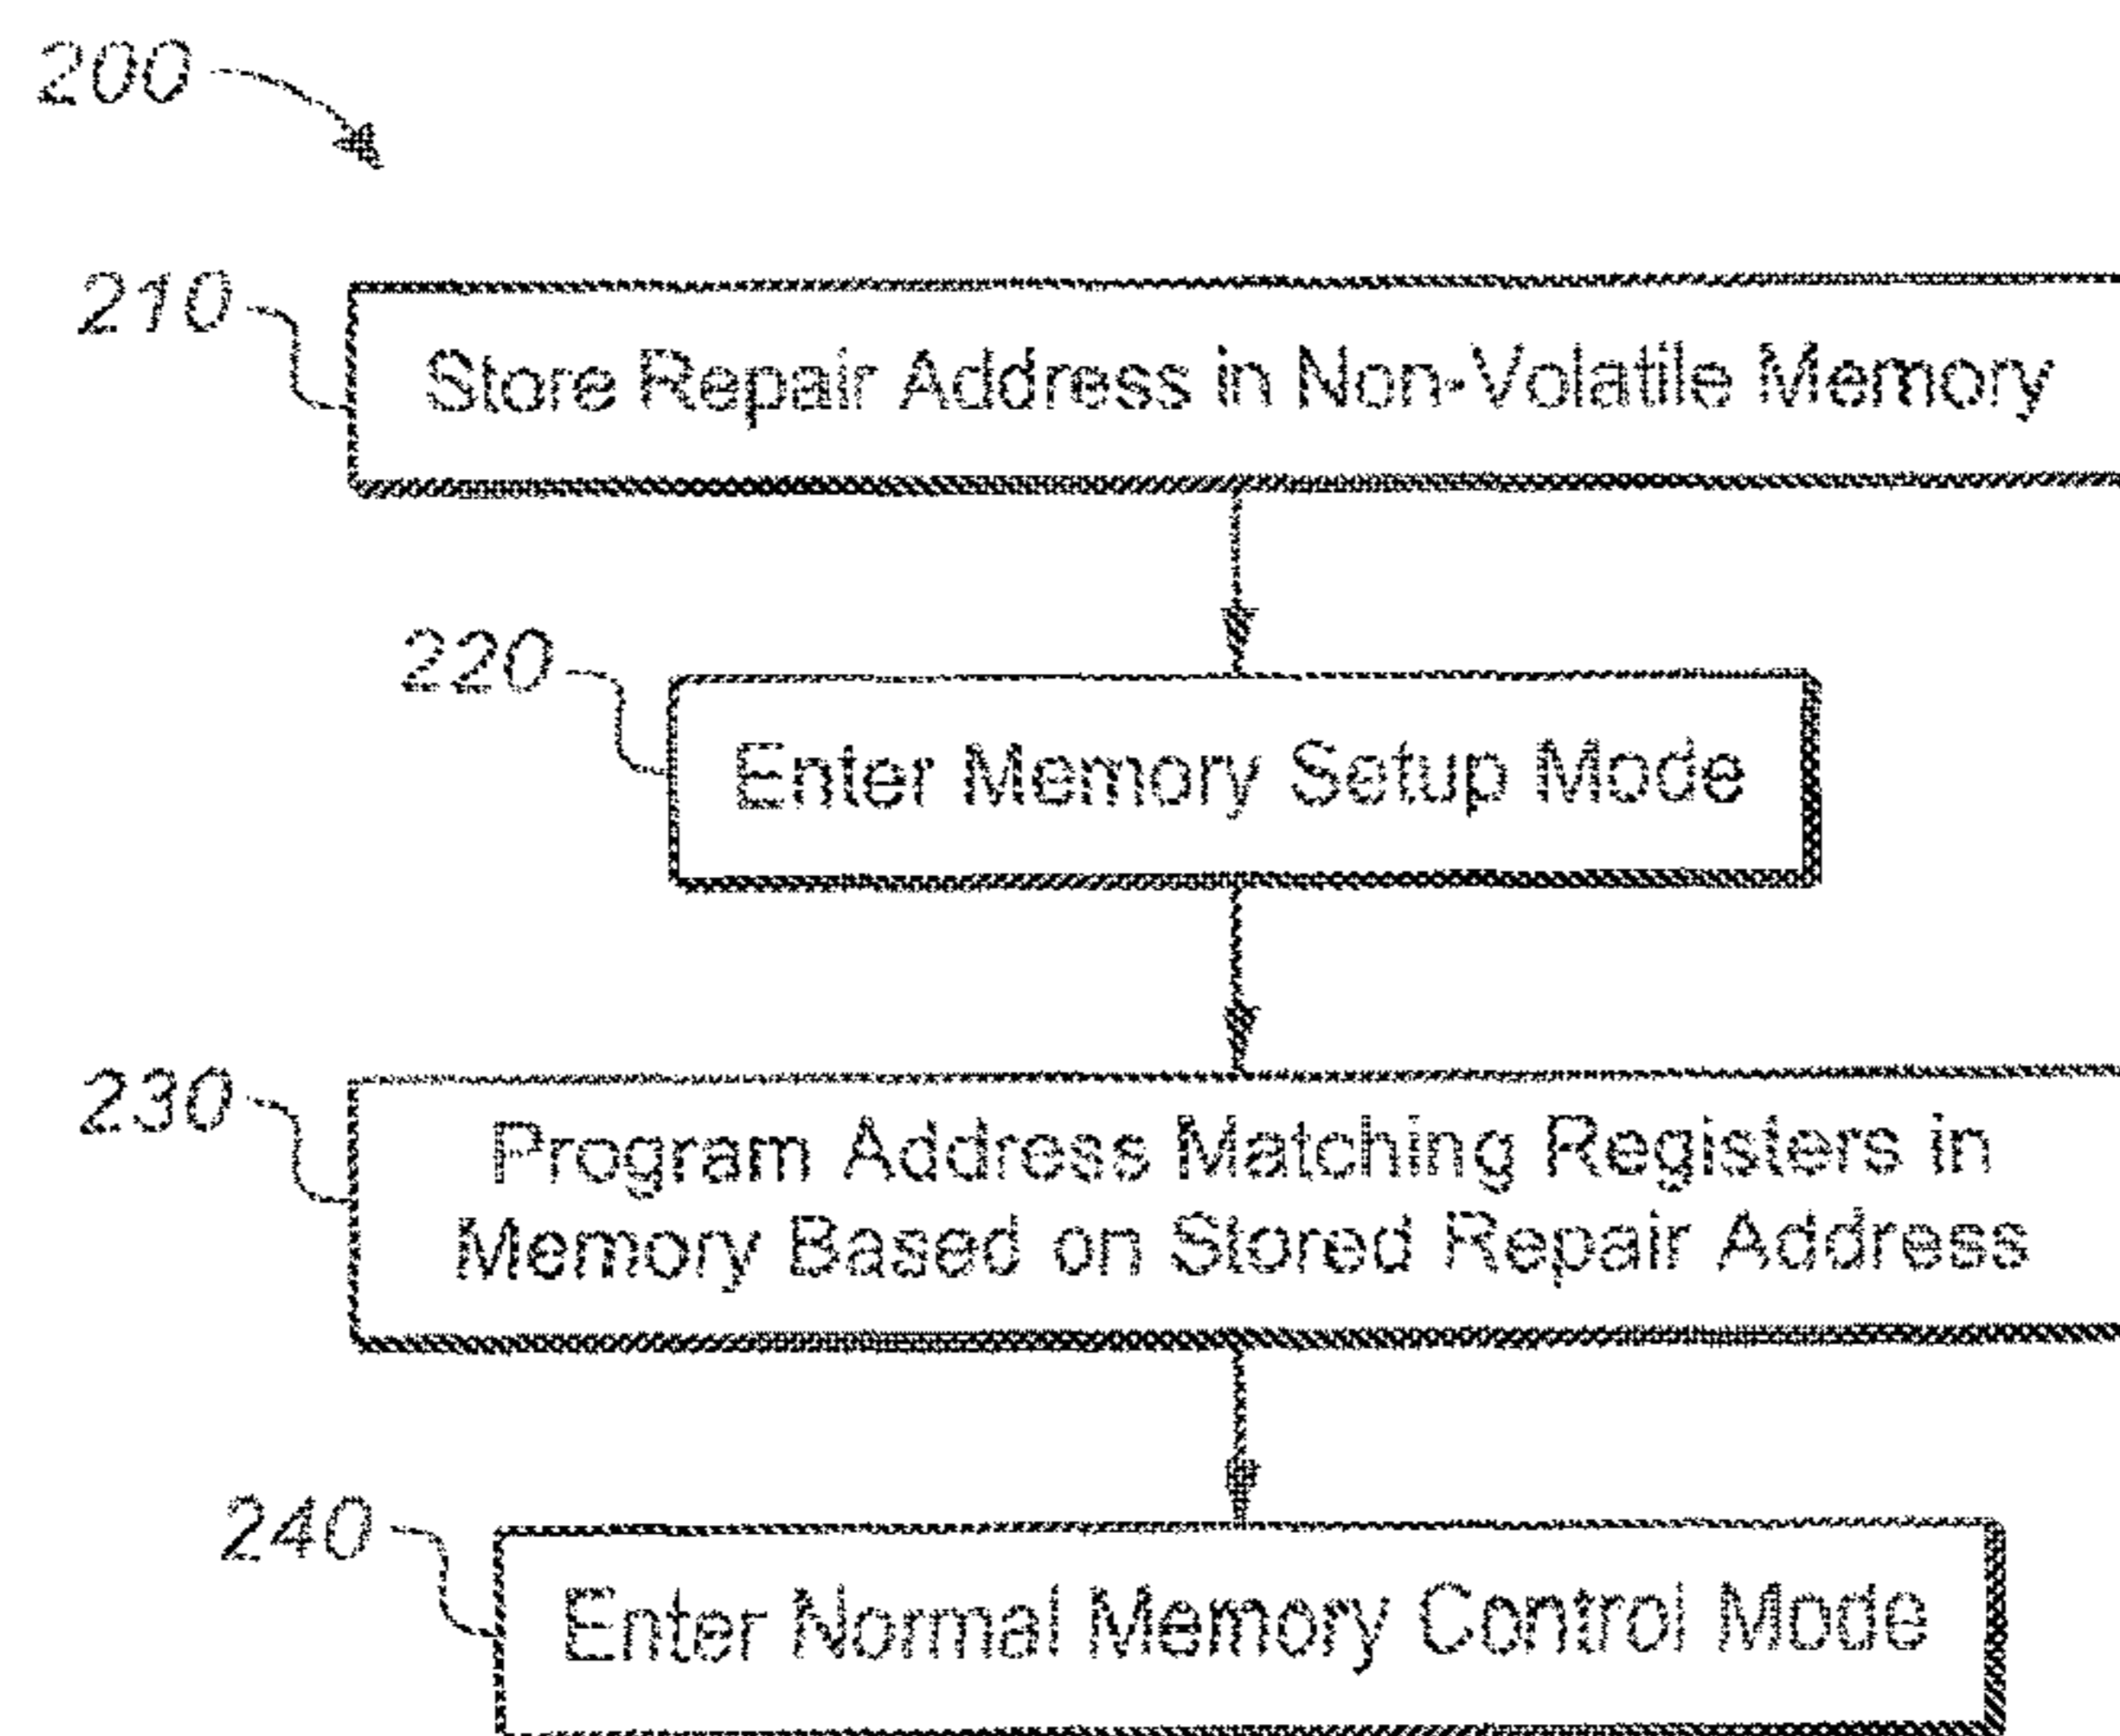 200
210
Store Repair Address in Non-Volatile Memory
220
Enter Memory Setup Mode
230
Program Address Matching Registers in
Memory Based on Stored Repair Address
240
Enter Normal Memory Control Mode